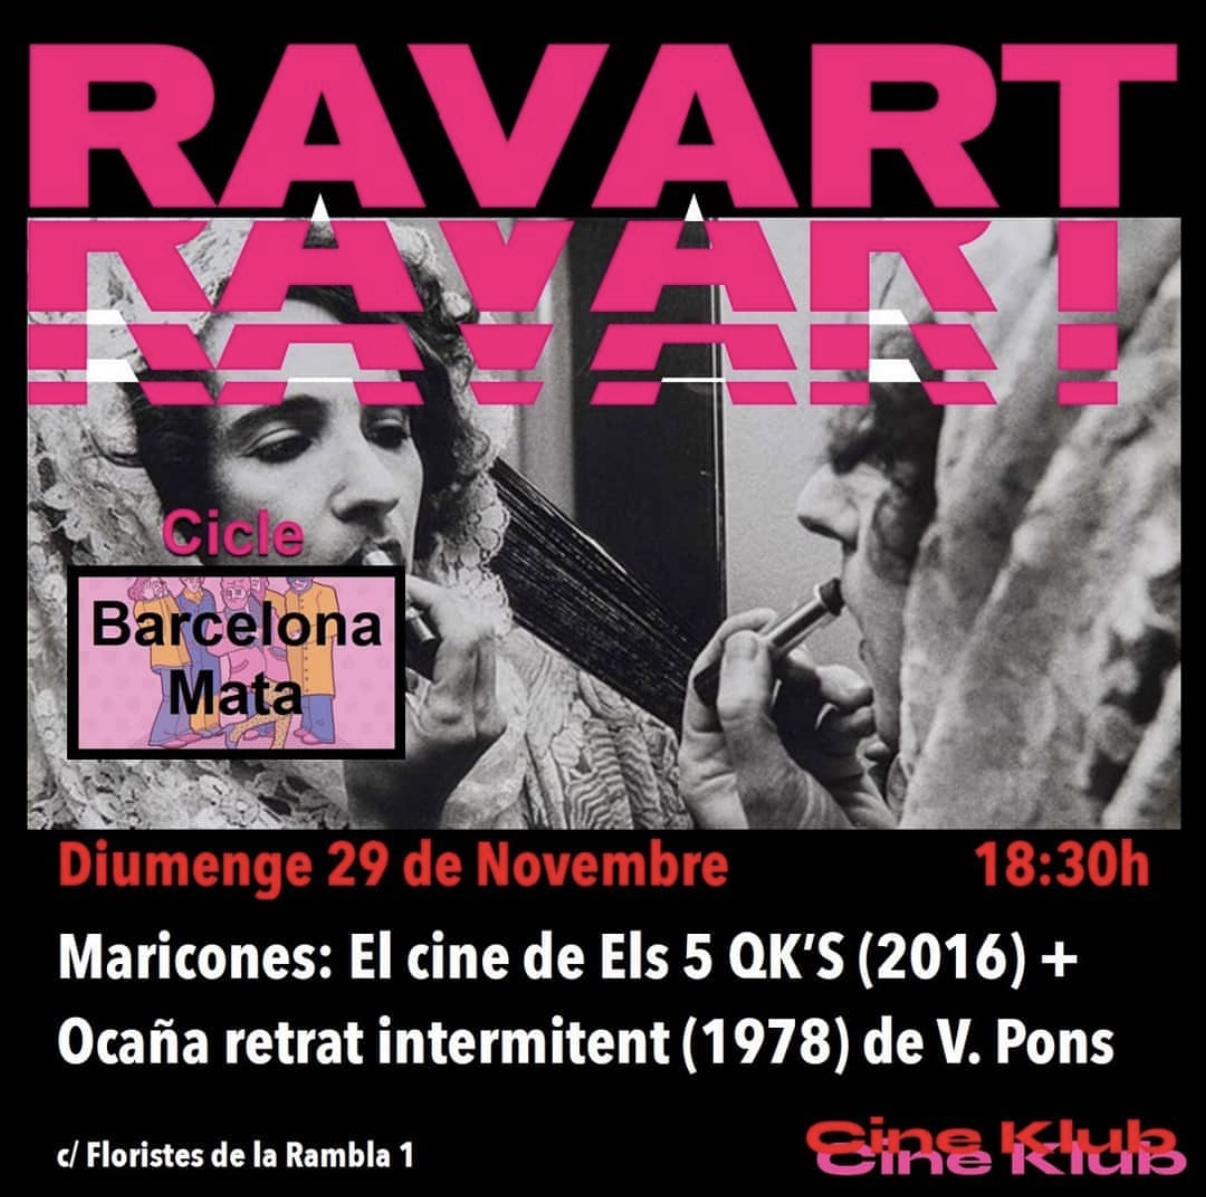 RAVART
RAVART
Cicle
Barcelona
Mata
Diumenge 29 de Novembre 18:30h
Maricones: El cine de Els 5 QK'S (2016) +
Ocaña retrat intermitent (1978) de V. Pons
c/ Floristes de la Rambla 1
Cine Klub
Cine Klub